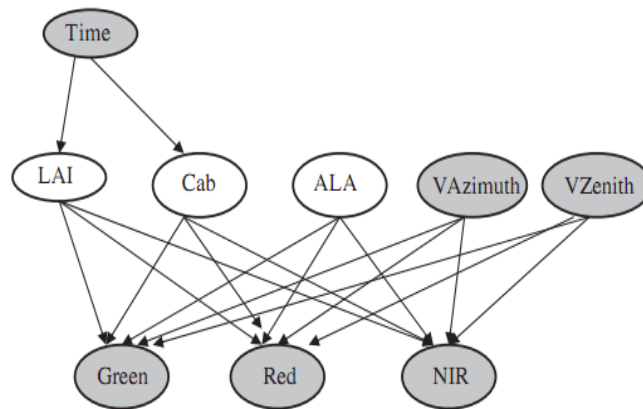 Time
LAI
Cab
ALA
VAzimuth
VZenith
Green
Red
NIR